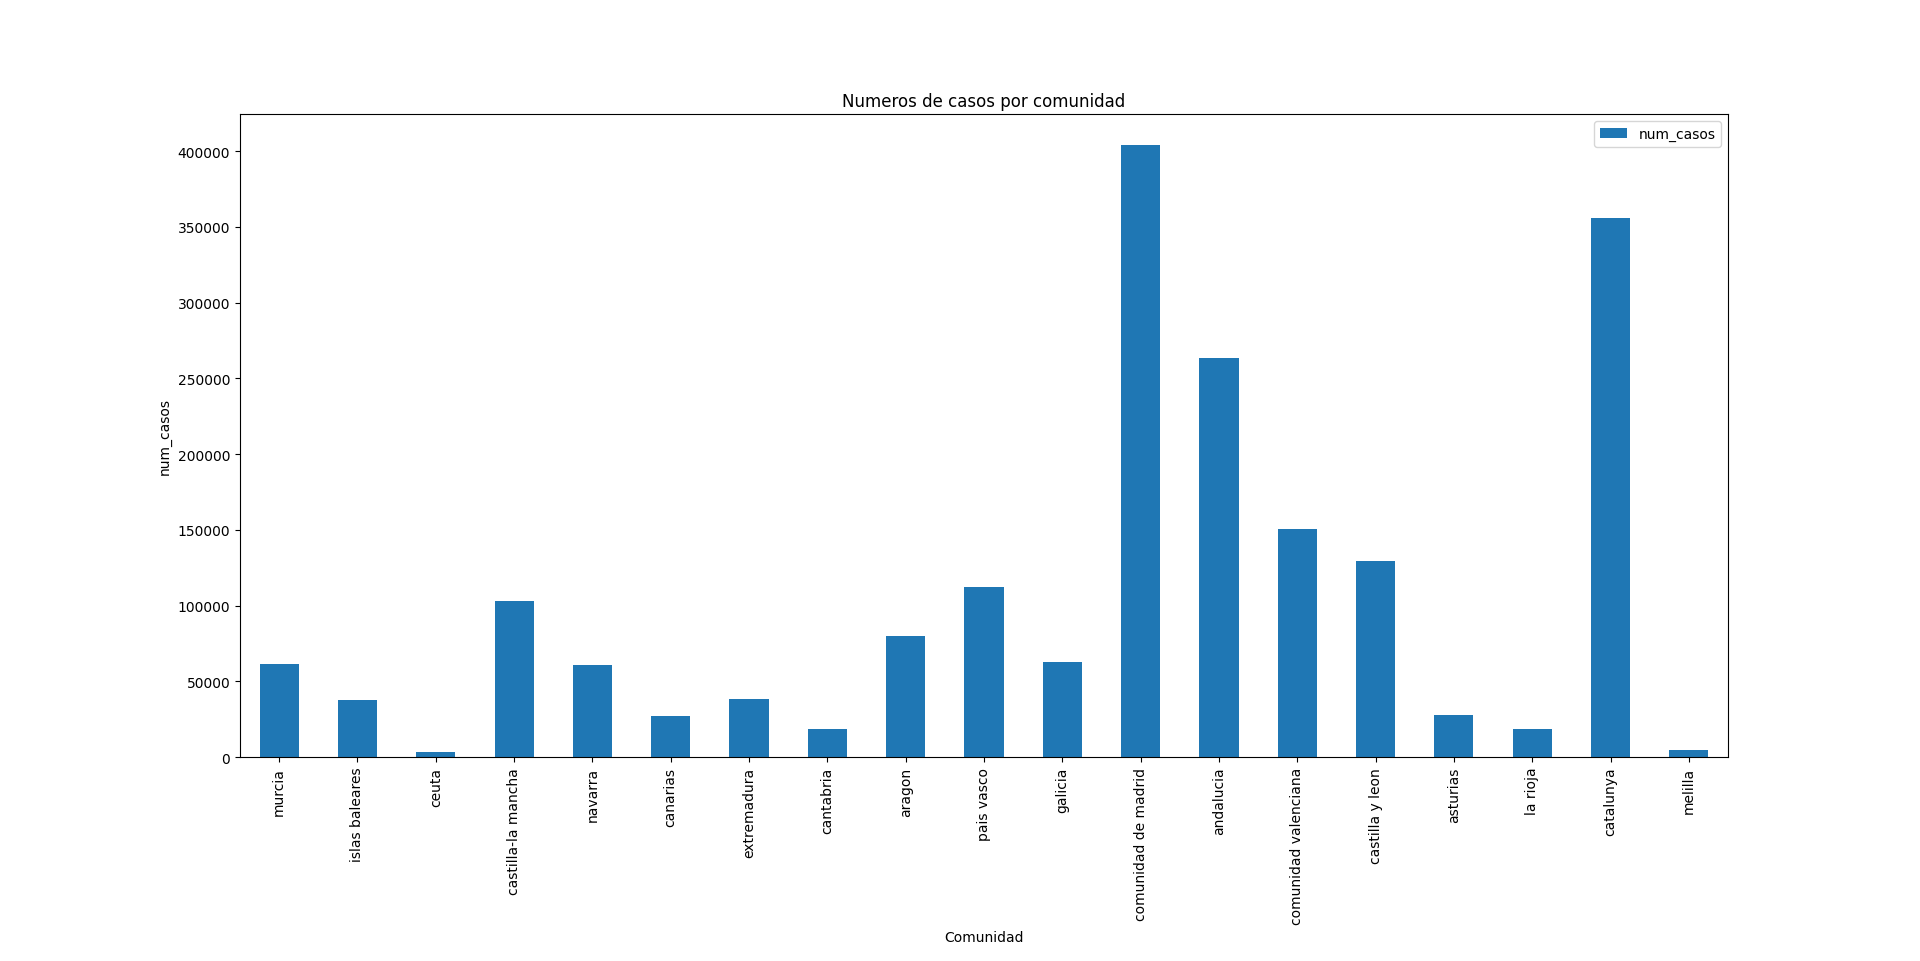 Numeros de casos por comunidad
num_casos
400000
350000
300000
250000
200000
150000
100000
50000
0
num_casos
murcia
islas baleares
ceuta
castilla-la mancha
navarra
canarias
extremadura
cantabria
aragon
pais vasco
galicia
comunidad de madrid
andalucia
comunidad valenciana
castilla y leon
asturias
la rioja
catalunya
melilla
Comunidad